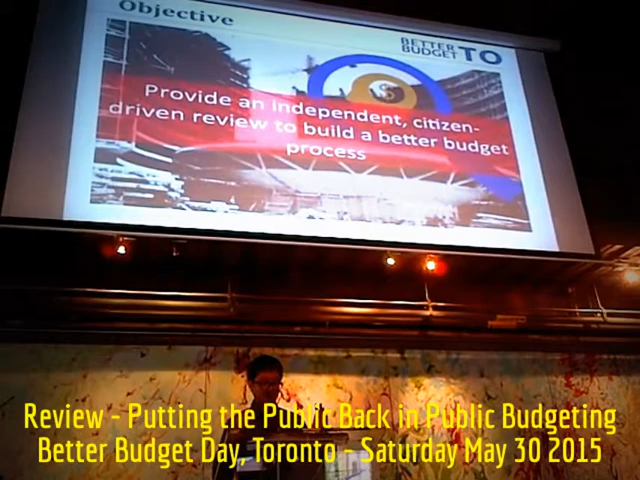 Objective
BETTER
BUDGET TO
$
Provide an independent, citizen-
driven review to build a better budget
process
Review - Putting the Public Back in Public Budgeting
Better Budget Day, Toronto - Saturday May 30 2015